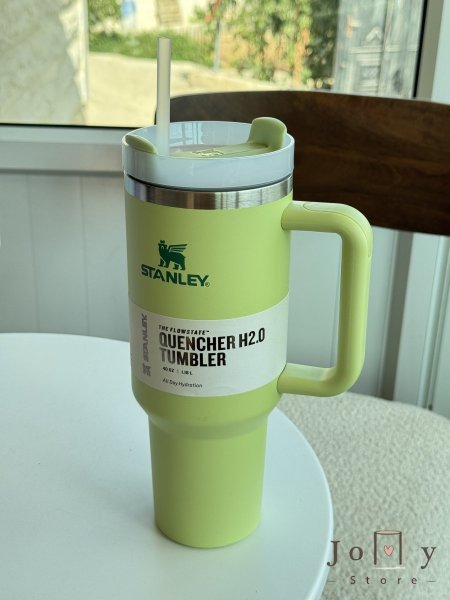 STANLEY®
STANLEY
THE FLOWSTATE™
QUENCHER H2.0
TUMBLER
40 OZ | 1.18 L
All Day Hydration
Jolly
Store